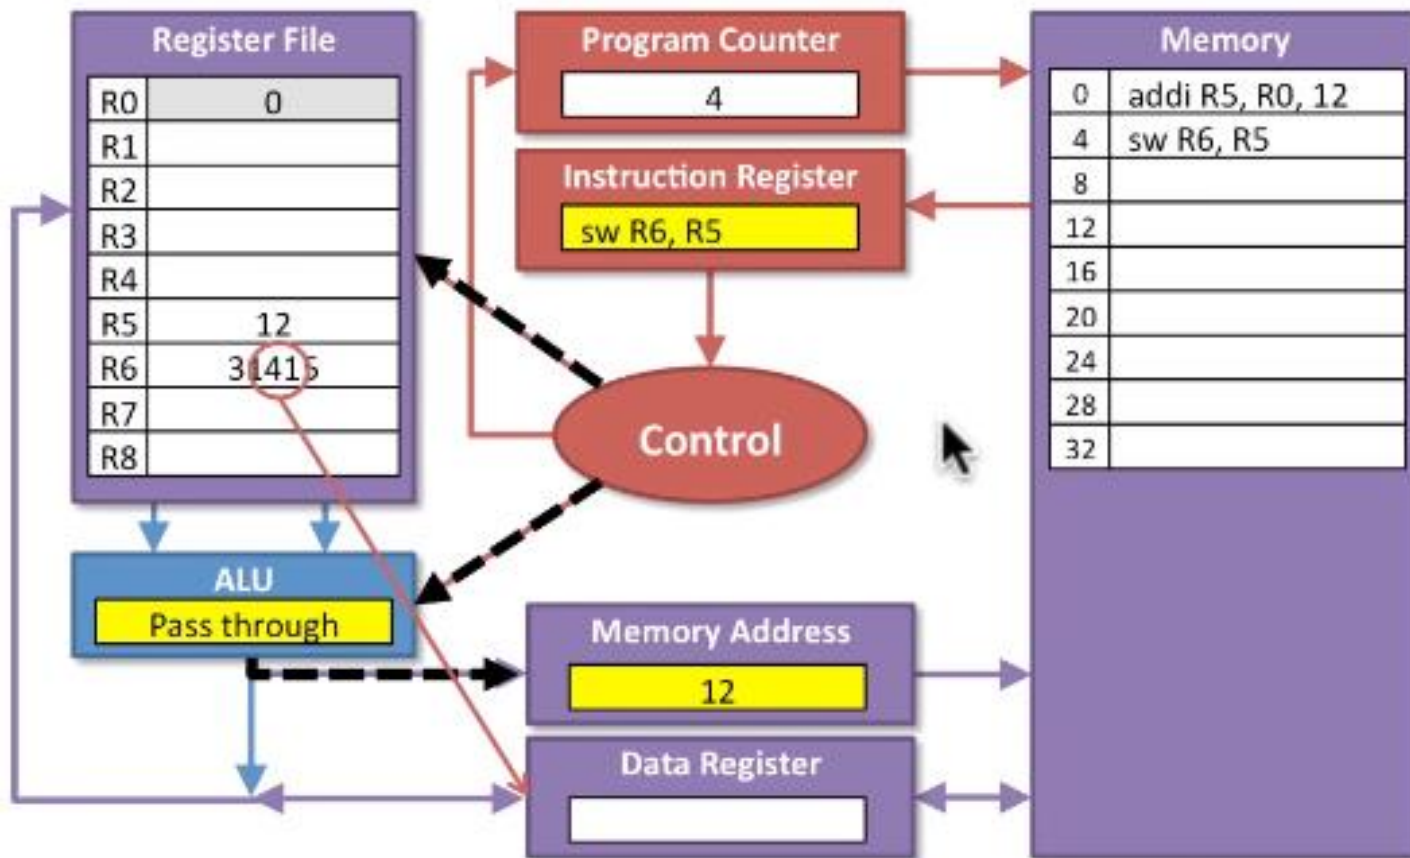 Register File
R0 0
R1
R2
R3
R4
R5 12
R6 31415
R7
R8
ALU
Pass through
Program Counter
4
Instruction Register
sw R6, R5
Control
Memory Address
12
Data Register
Memory
0 addi R5, R0, 12
4 sw R6, R5
8
12
16
20
24
28
32